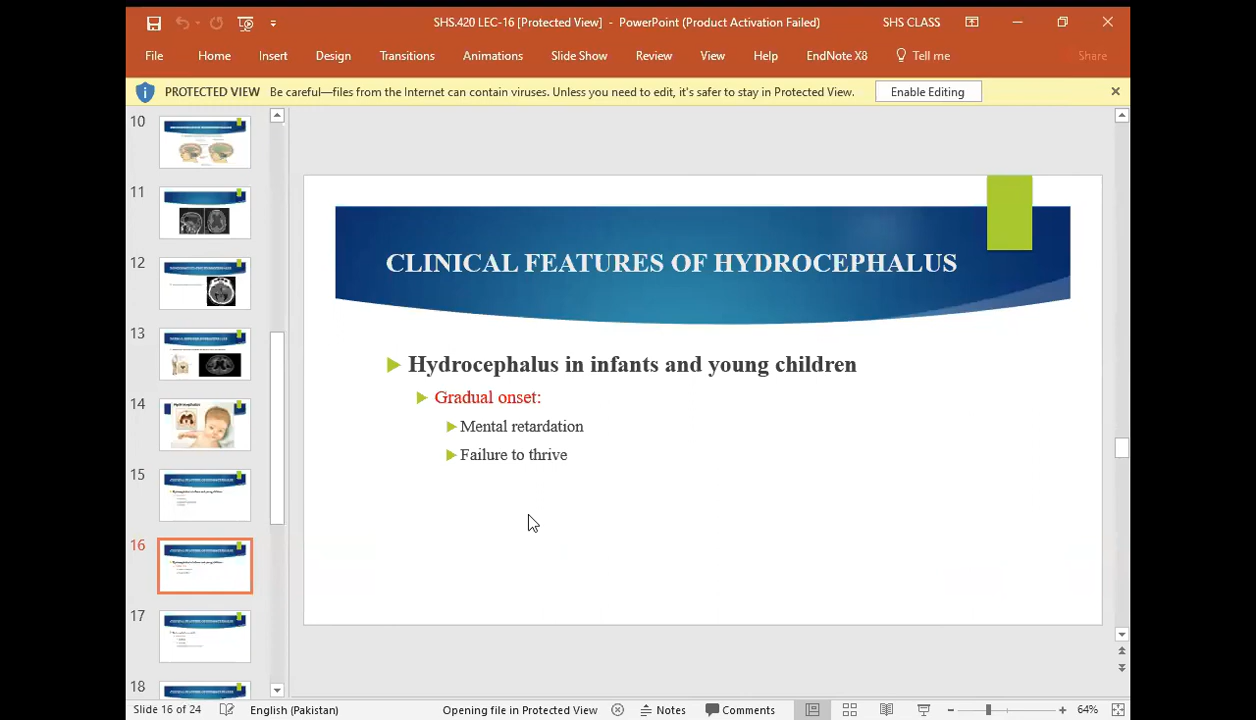 SHS.420 LEC-16 [Protected View] - PowerPoint (Product Activation Failed)
SHS CLASS
File Home Insert Design Transitions Animations Slide Show Review View Help EndNote X8 Tell me Share
PROTECTED VIEW Be careful—files from the Internet can contain viruses. Unless you need to edit, it's safer to stay in Protected View. Enable Editing
10
11
12
13
14
15
16
17
18
CLINICAL FEATURES OF HYDROCEPHALUS
Hydrocephalus in infants and young children
Gradual onset:
Mental retardation
Failure to thrive
Slide 16 of 24 English (Pakistan) Opening file in Protected View Notes Comments 64%